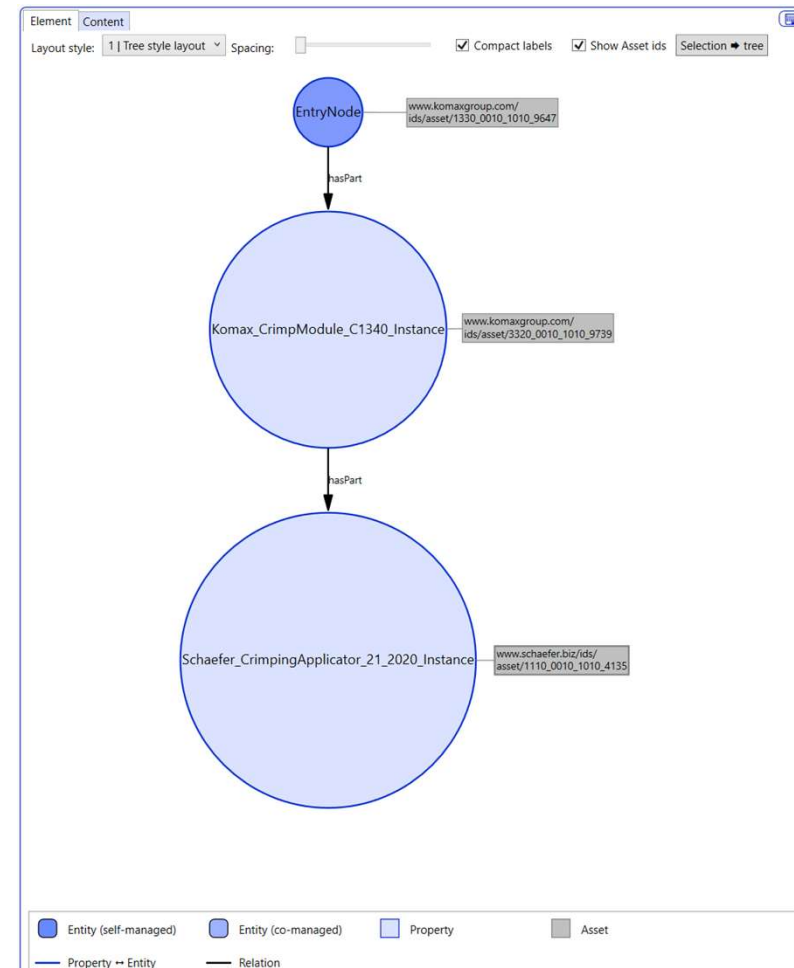 Element Content
Layout style: 1 | Tree style layout Spacing: Compact labels Show Asset ids Selection ➡ tree
EntryNode
www.komaxgroup.com/
ids/asset/1330_0010_1010_9647
hasPart
Komax_CrimpModule_C1340_Instance
www.komaxgroup.com/
ids/asset/3320_0010_1010_9739
hasPart
Schaefer_CrimpingApplicator_21_2020_Instance
www.schaefer.biz/ids/
asset/1110_0010_1010_4135
Entity (self-managed) Entity (co-managed) Property Asset
Property ↔ Entity Relation